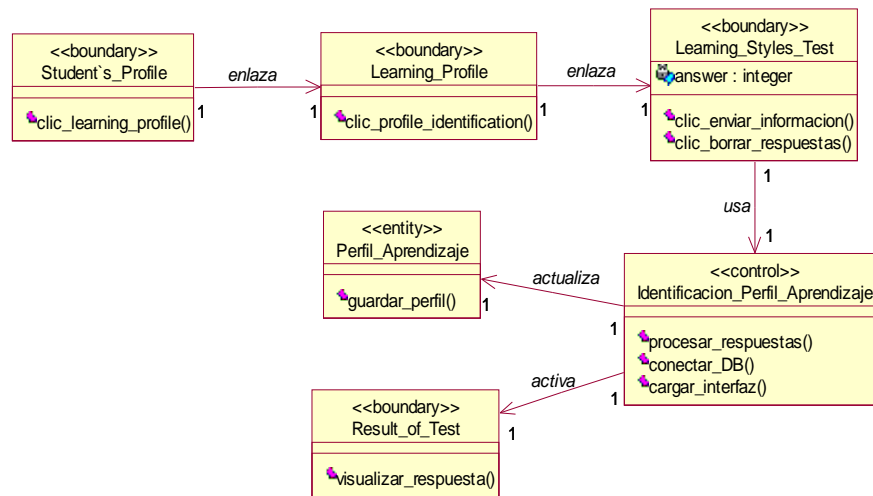 <<boundary>>
Student`s_Profile
clic_learning_profile()
enlaza
1
1
<<boundary>>
Learning_Profile
clic_profile_identification()
enlaza
1
1
<<boundary>>
Learning_Styles_Test
answer : integer
clic_enviar_informacion()
clic_borrar_respuestas()
1
usa
1
<<entity>>
Perfil_Aprendizaje
guardar_perfil()
1
actualiza
1
<<control>>
Identificacion_Perfil_Aprendizaje
procesar_respuestas()
conectar_DB()
cargar_interfaz()
1
activa
1
<<boundary>>
Result_of_Test
visualizar_respuesta()